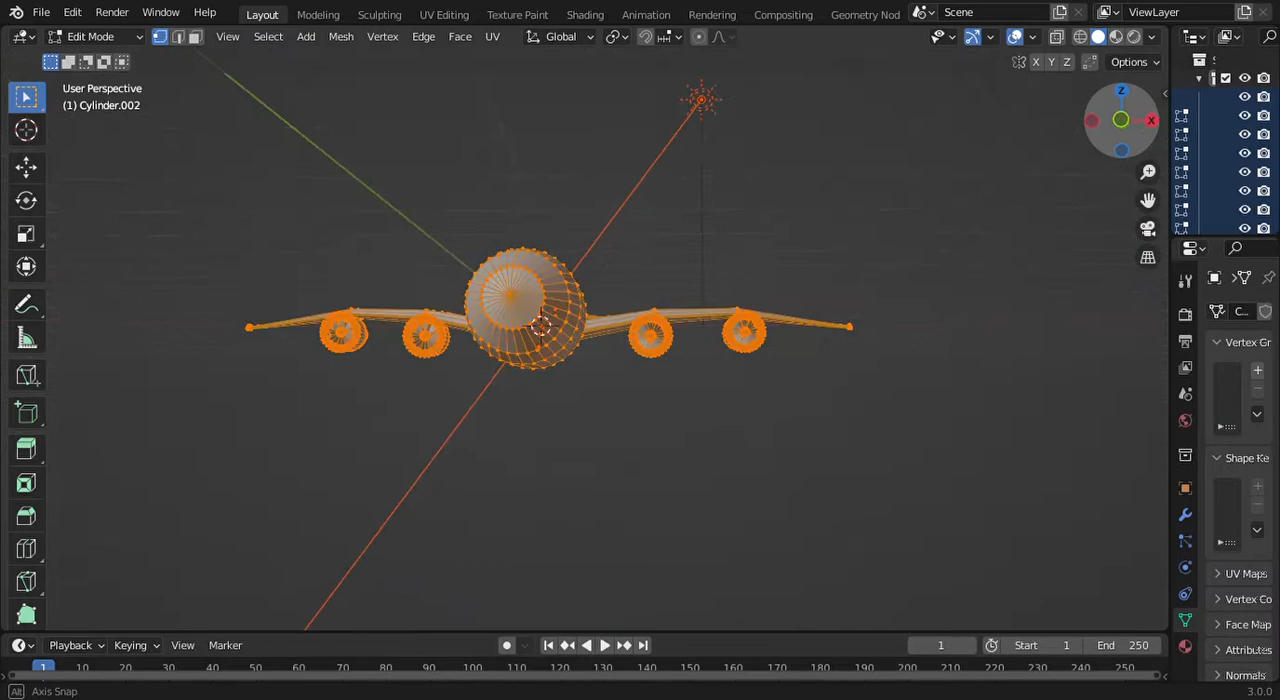 File Edit Render Window Help Layout Modeling Sculpting UV Editing Texture Paint Shading Animation Rendering Compositing Geometry Nod Scene ViewLayer
Edit Mode View Select Add Mesh Vertex Edge Face UV Global
X Y Z Options
User Perspective
(1) Cylinder.002
Z
X
C...
Vertex Gr
Shape Ke
UV Maps
Vertex Co
Face Map
Attributes
Normals
Playback Keying View Marker 1 Start 1 End 250
1 10 20 30 40 50 60 70 80 90 100 110 120 130 140 150 160 170 180 190 200 210 220 230 240 250
Alt Axis Snap 3.0.0